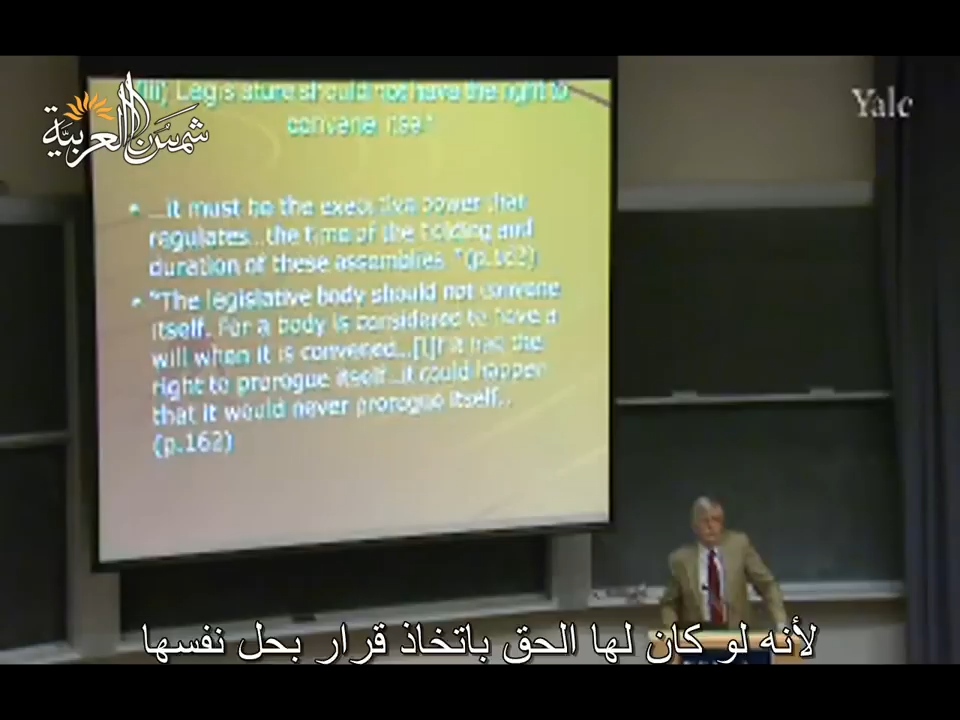 (iii) Legislature should not have the right to
convene itself
Yale
شمس العربية
• ...it must be the executive power that
regulates...the time of the holding and
duration of these assemblies. "(p.162)
• "The legislative body should not convene
itself. For a body is considered to have a
will when it is convened...[I]f it had the
right to prorogue itself...it could happen
that it would never prorogue itself..
(p.162)
لأنه لو كان لها الحق باتخاذ قرار بحل نفسها